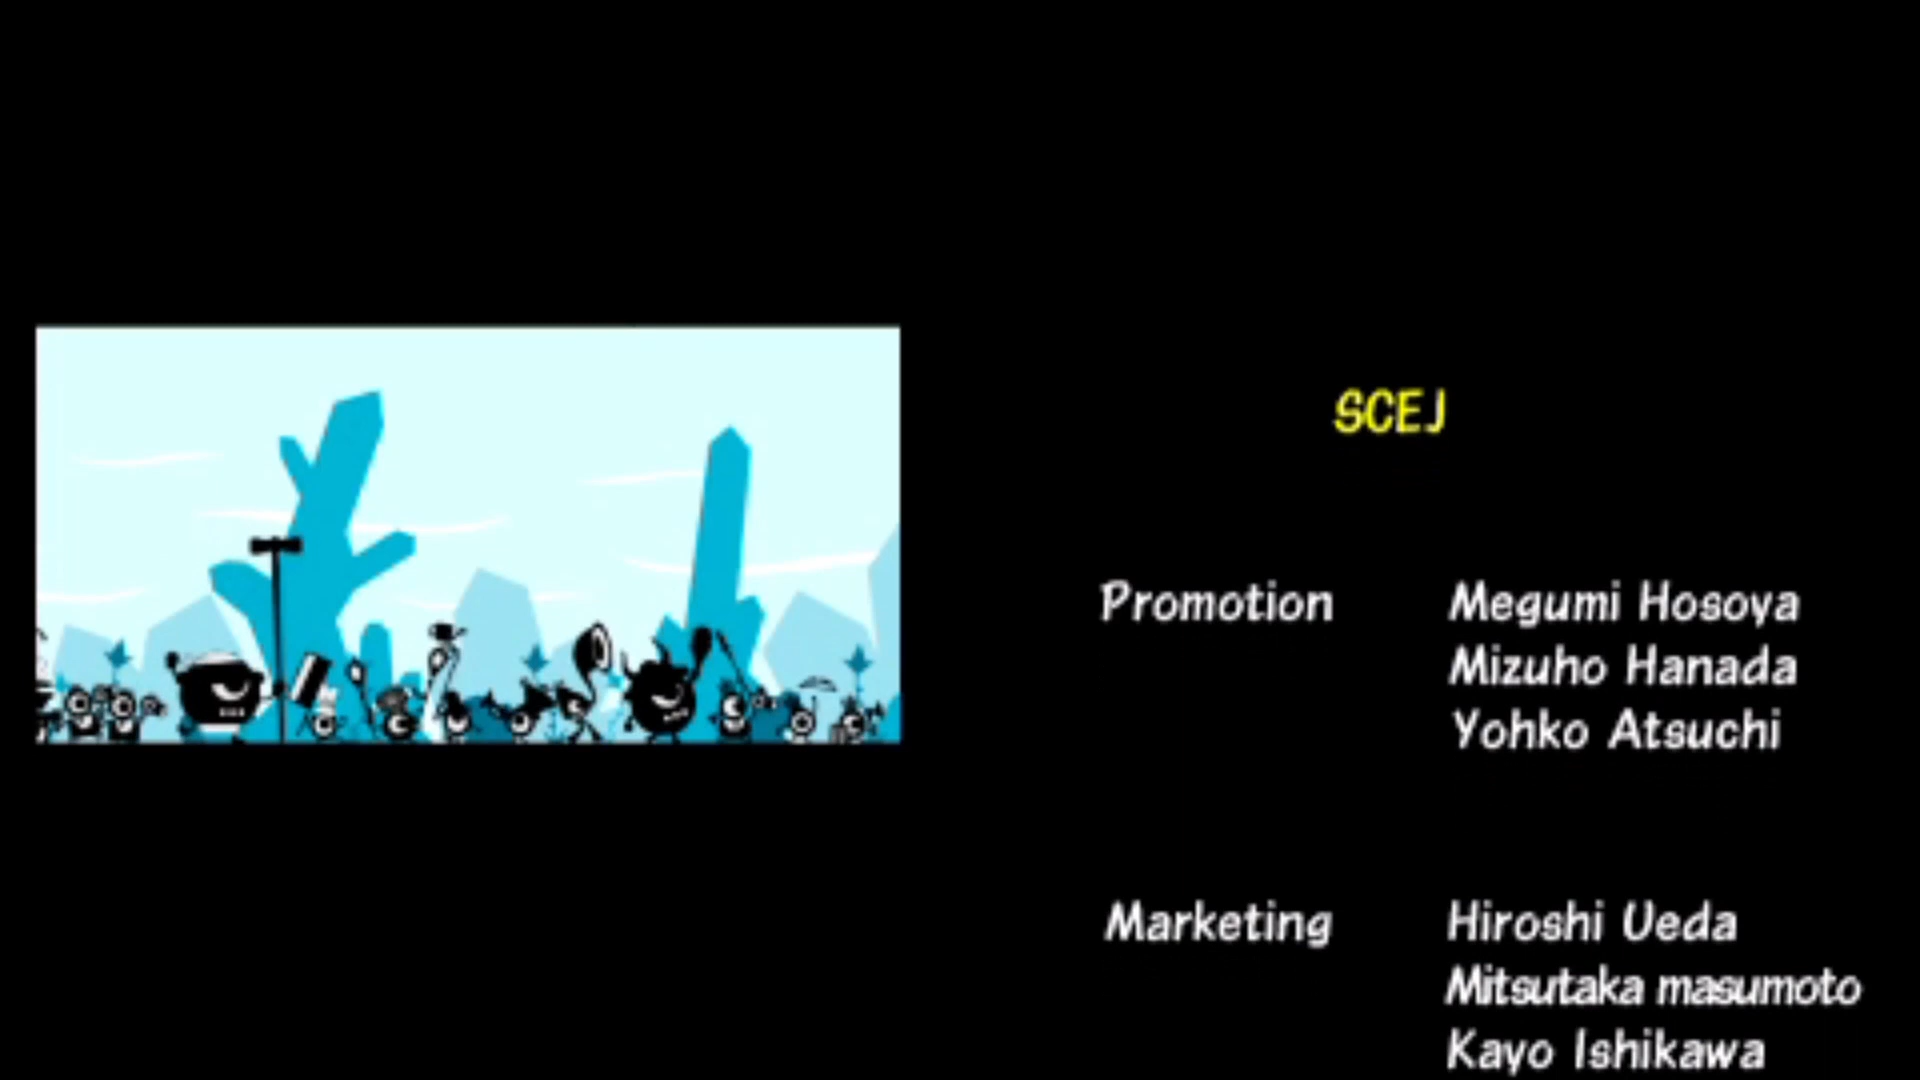 SCEJ
Promotion Megumi Hosoya
Mizuho Hanada
Yohko Atsuchi
Marketing Hiroshi Ueda
Mitsutaka masumoto
Kayo Ishikawa